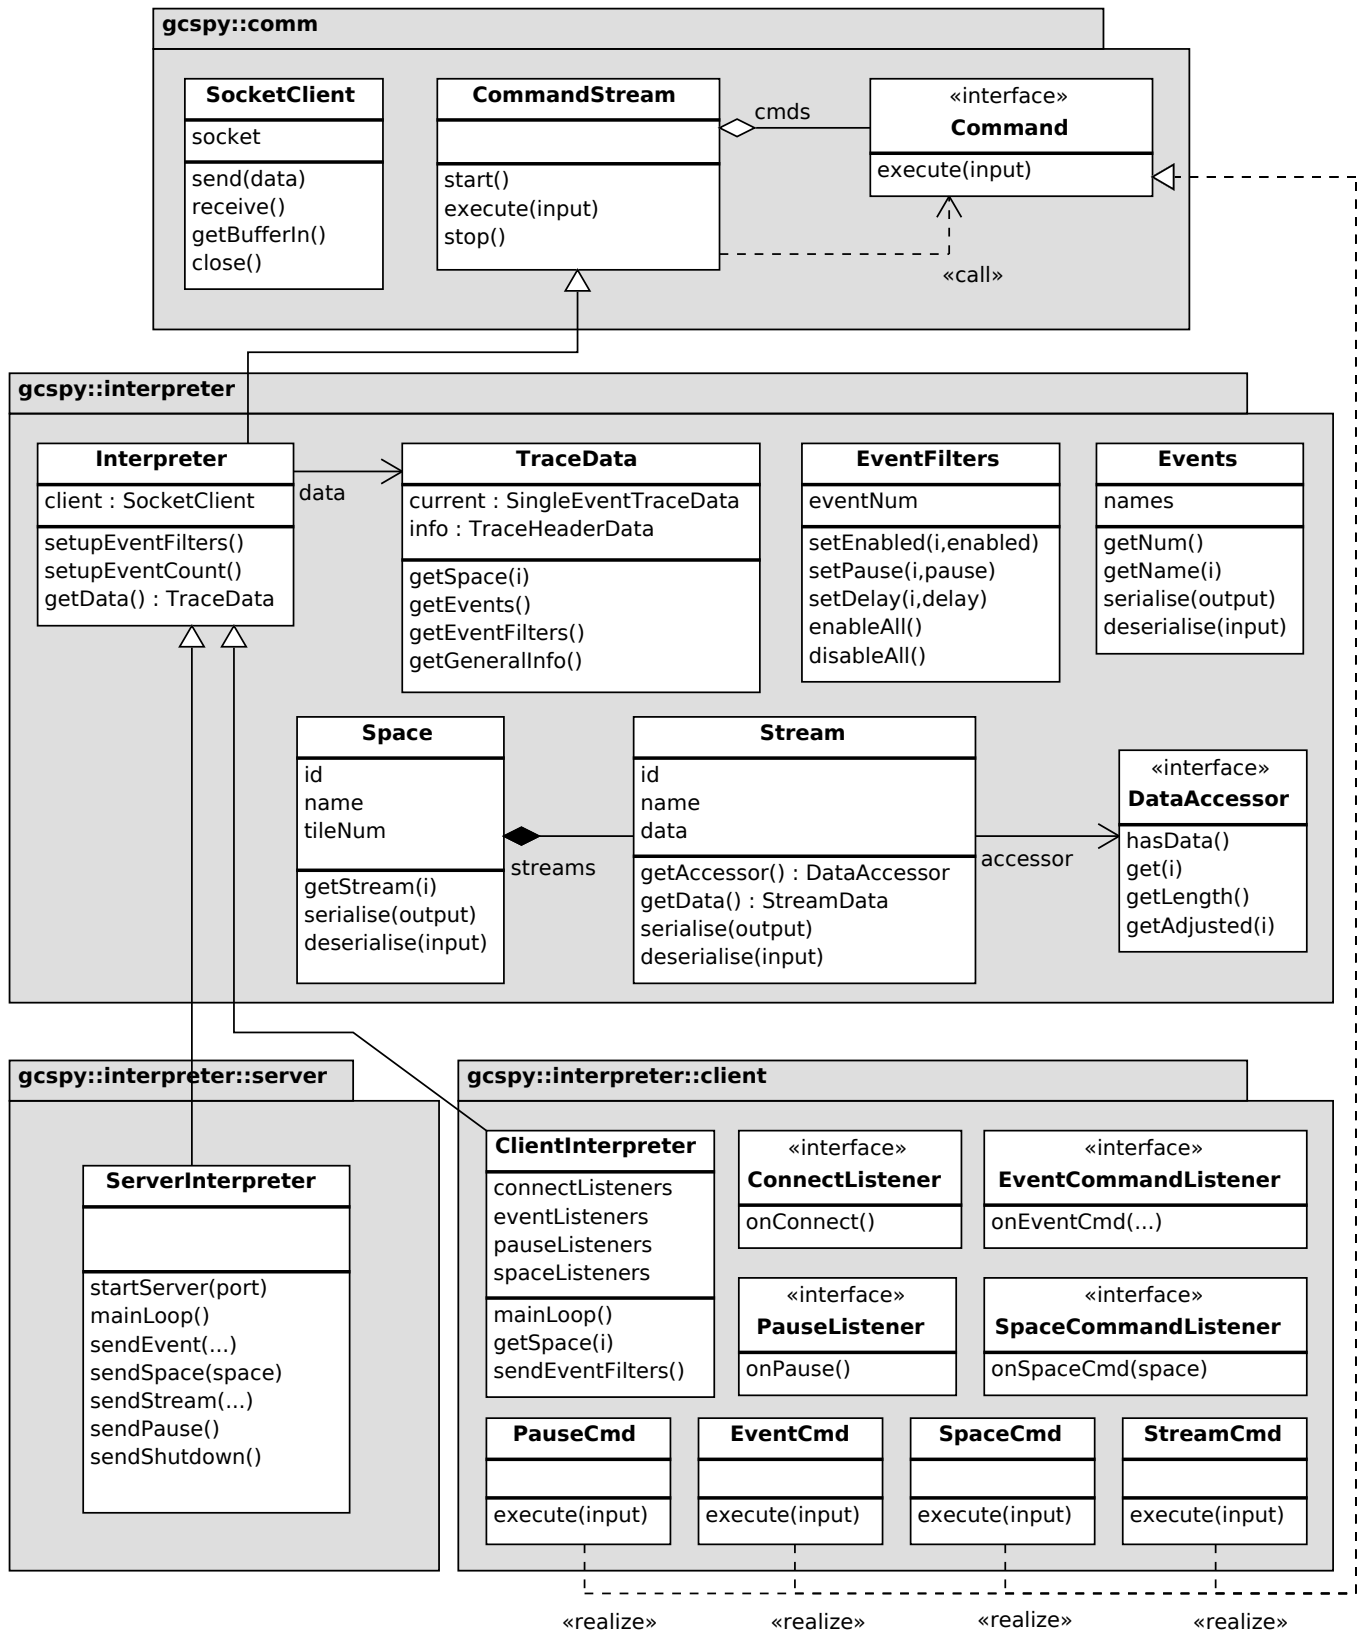 gcspy::comm
SocketClient
socket
send(data)
receive()
getBufferIn()
close()
CommandStream
start()
execute(input)
stop()
cmds
«interface»
Command
execute(input)
«call»
gcspy::interpreter
Interpreter
client : SocketClient
setupEventFilters()
setupEventCount()
getData() : TraceData
data
TraceData
current : SingleEventTraceData
info : TraceHeaderData
getSpace(i)
getEvents()
getEventFilters()
getGeneralInfo()
EventFilters
eventNum
setEnabled(i,enabled)
setPause(i,pause)
setDelay(i,delay)
enableAll()
disableAll()
Events
names
getNum()
getName(i)
serialise(output)
deserialise(input)
Space
id
name
tileNum
getStream(i)
serialise(output)
deserialise(input)
streams
Stream
id
name
data
getAccessor() : DataAccessor
getData() : StreamData
serialise(output)
deserialise(input)
accessor
«interface»
DataAccessor
hasData()
get(i)
getLength()
getAdjusted(i)
gcspy::interpreter::server
ServerInterpreter
startServer(port)
mainLoop()
sendEvent(...)
sendSpace(space)
sendStream(...)
sendPause()
sendShutdown()
gcspy::interpreter::client
ClientInterpreter
connectListeners
eventListeners
pauseListeners
spaceListeners
mainLoop()
getSpace(i)
sendEventFilters()
«interface»
ConnectListener
onConnect()
«interface»
EventCommandListener
onEventCmd(...)
«interface»
PauseListener
onPause()
«interface»
SpaceCommandListener
onSpaceCmd(space)
PauseCmd
execute(input)
EventCmd
execute(input)
SpaceCmd
execute(input)
StreamCmd
execute(input)
«realize»
«realize»
«realize»
«realize»